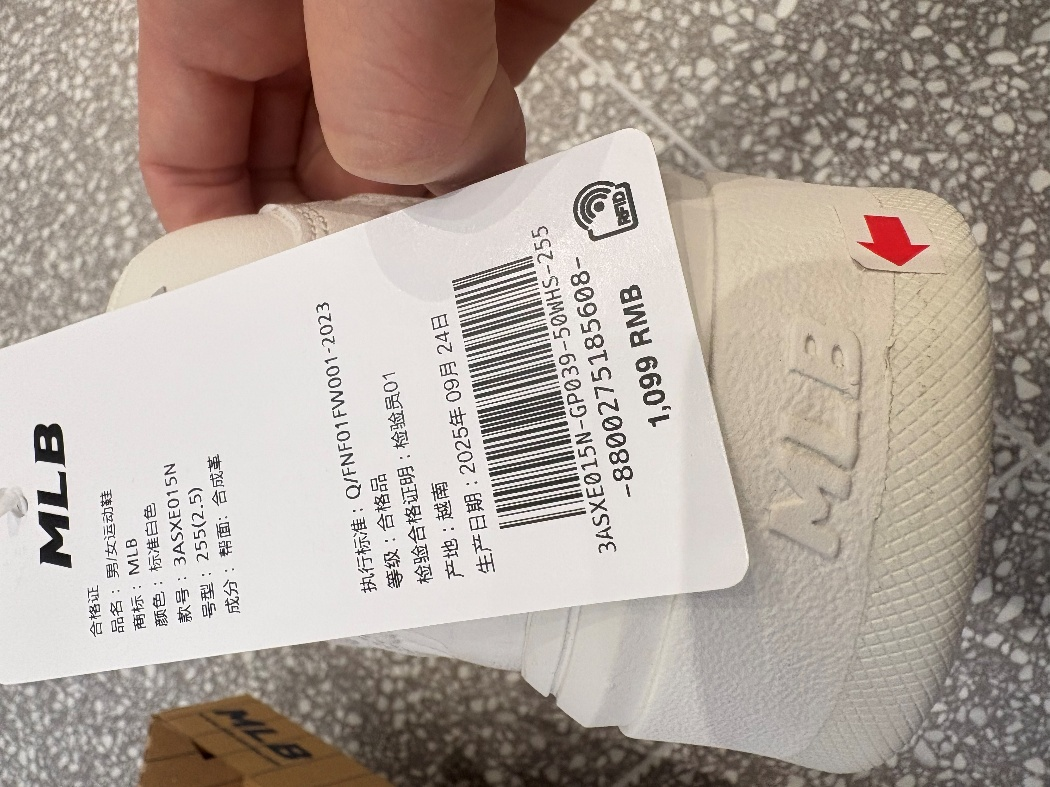 MLB
合格证
品名：男/女运动鞋
商标：MLB
颜色：标准白色
款号：3ASXE015N
号型：255(2.5)
成分：帮面：合成革
执行标准：Q/FNF01FW001-2023
等级：合格品
检验合格证明：检验员01
产地：越南
生产日期：2025年 09月 24日
3ASXE015N-GP039-50WHS-255
-8800275185608-
1,099 RMB
RFID
MLB
MLB